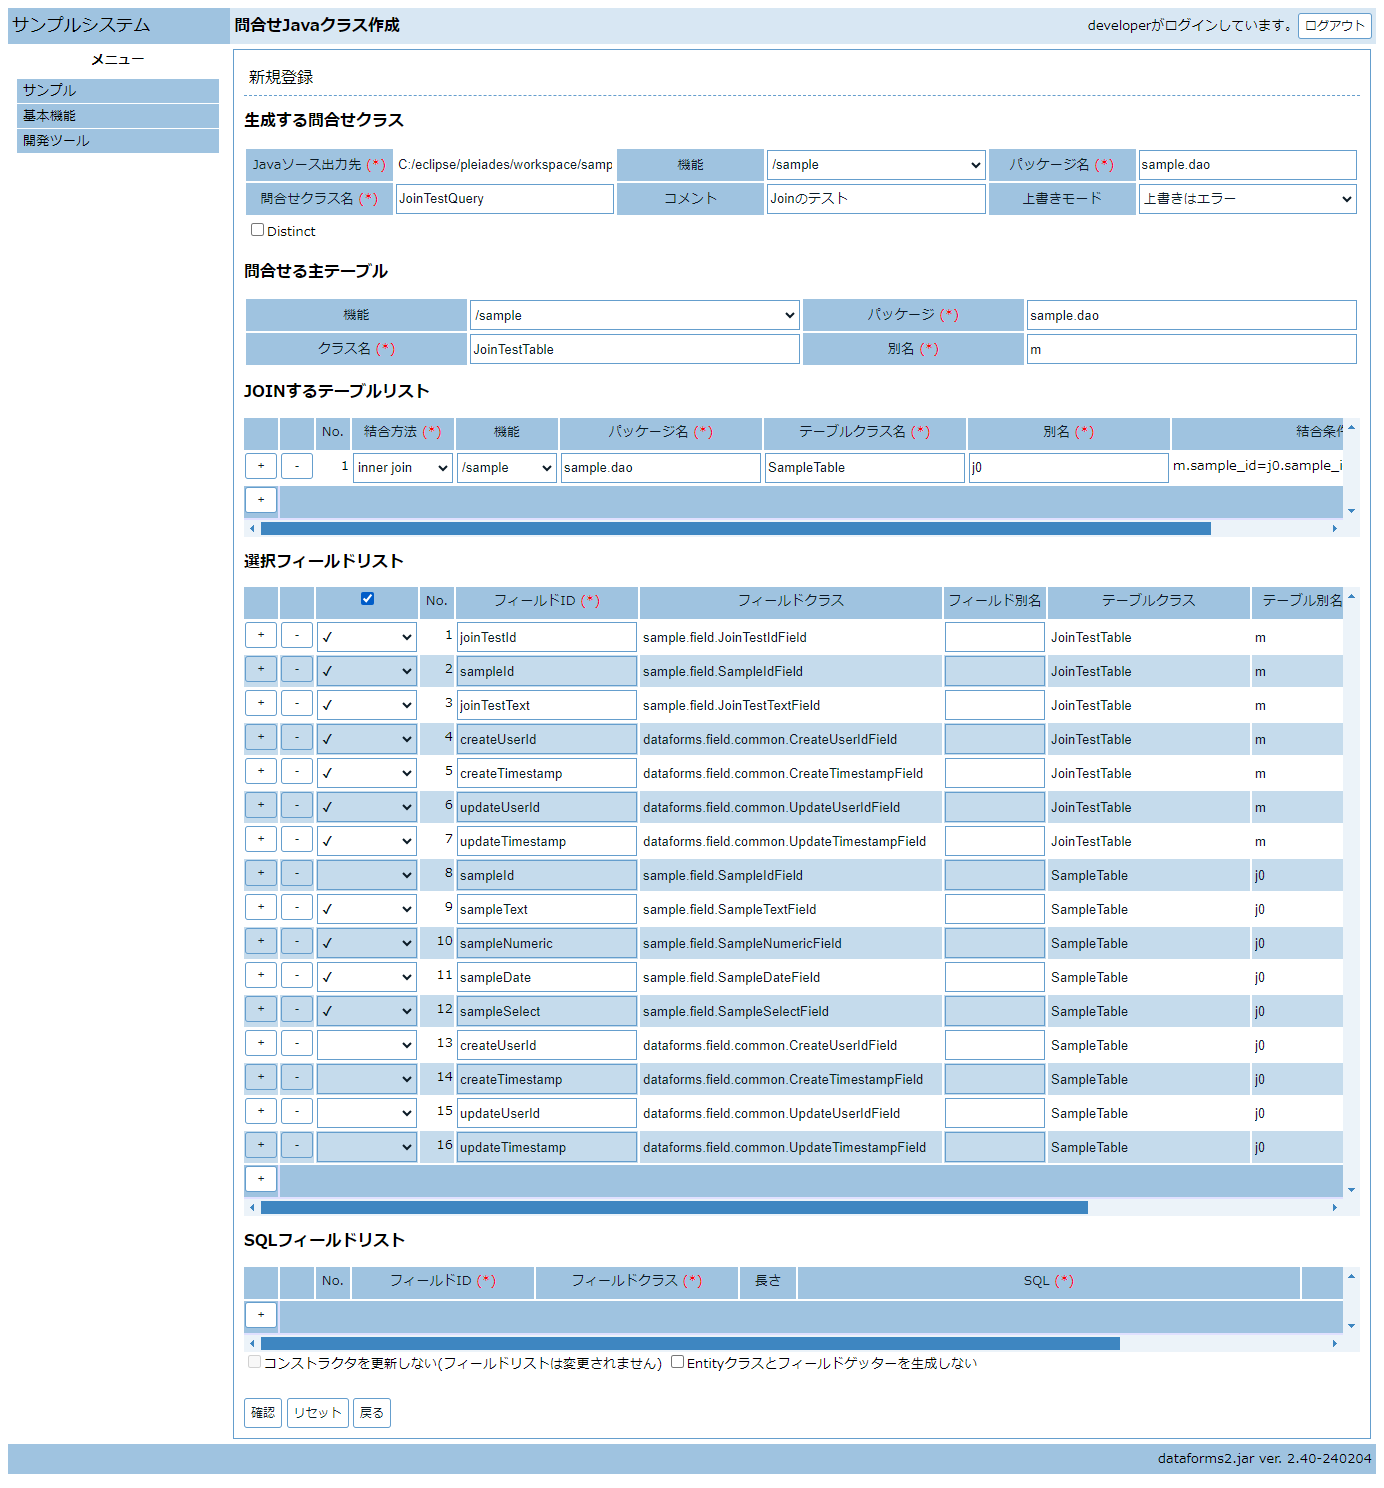 サンプルシステム
問合せJavaクラス作成
developerがログインしています。 ログアウト
メニュー
サンプル
基本機能
開発ツール
新規登録
生成する問合せクラス
Javaソース出力先 (*) C:/eclipse/pleiades/workspace/samp 機能 /sample パッケージ名 (*) sample.dao
問合せクラス名 (*) JoinTestQuery コメント Joinのテスト 上書きモード 上書きはエラー
Distinct
問合せる主テーブル
機能 /sample パッケージ (*) sample.dao
クラス名 (*) JoinTestTable 別名 (*) m
JOINするテーブルリスト
No. 結合方法 (*) 機能 パッケージ名 (*) テーブルクラス名 (*) 別名 (*) 結合条件
+ - 1 inner join /sample sample.dao SampleTable j0 m.sample_id=j0.sample_i
+
選択フィールドリスト
No. フィールドID (*) フィールドクラス フィールド別名 テーブルクラス テーブル別名
+ - ✓ 1 joinTestId sample.field.JoinTestIdField JoinTestTable m
+ - ✓ 2 sampleId sample.field.SampleIdField JoinTestTable m
+ - ✓ 3 joinTestText sample.field.JoinTestTextField JoinTestTable m
+ - ✓ 4 createUserId dataforms.field.common.CreateUserIdField JoinTestTable m
+ - ✓ 5 createTimestamp dataforms.field.common.CreateTimestampField JoinTestTable m
+ - ✓ 6 updateUserId dataforms.field.common.UpdateUserIdField JoinTestTable m
+ - ✓ 7 updateTimestamp dataforms.field.common.UpdateTimestampField JoinTestTable m
+ - 8 sampleId sample.field.SampleIdField SampleTable j0
+ - ✓ 9 sampleText sample.field.SampleTextField SampleTable j0
+ - ✓ 10 sampleNumeric sample.field.SampleNumericField SampleTable j0
+ - ✓ 11 sampleDate sample.field.SampleDateField SampleTable j0
+ - ✓ 12 sampleSelect sample.field.SampleSelectField SampleTable j0
+ - 13 createUserId dataforms.field.common.CreateUserIdField SampleTable j0
+ - 14 createTimestamp dataforms.field.common.CreateTimestampField SampleTable j0
+ - 15 updateUserId dataforms.field.common.UpdateUserIdField SampleTable j0
+ - 16 updateTimestamp dataforms.field.common.UpdateTimestampField SampleTable j0
+
SQLフィールドリスト
No. フィールドID (*) フィールドクラス (*) 長さ SQL (*)
+
コンストラクタを更新しない(フィールドリストは変更されません) Entityクラスとフィールドゲッターを生成しない
確認 リセット 戻る
dataforms2.jar ver. 2.40-240204